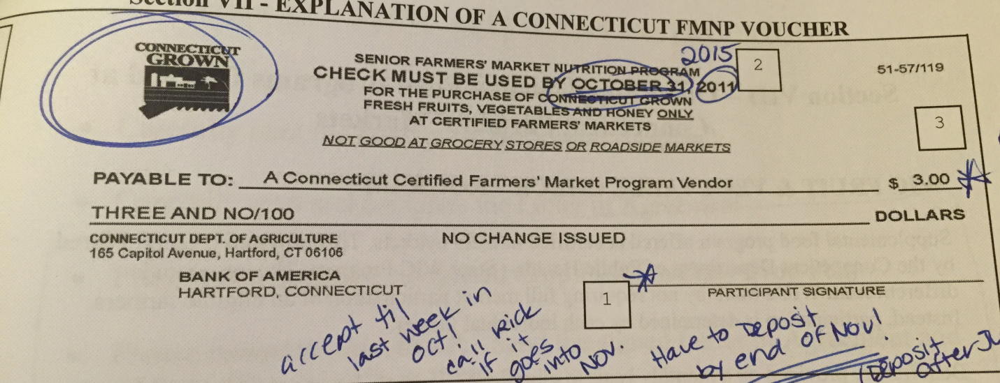 Section VII - EXPLANATION OF A CONNECTICUT FMNP VOUCHER
CONNECTICUT
GROWN
2015
SENIOR FARMERS' MARKET NUTRITION PROGRAM
2
51-57/119
CHECK MUST BE USED BY OCTOBER 31, 2011
FOR THE PURCHASE OF CONNECTICUT GROWN
FRESH FRUITS, VEGETABLES AND HONEY ONLY
AT CERTIFIED FARMERS' MARKETS
3
NOT GOOD AT GROCERY STORES OR ROADSIDE MARKETS
PAYABLE TO: A Connecticut Certified Farmers' Market Program Vendor $ 3.00
THREE AND NO/100 DOLLARS
CONNECTICUT DEPT. OF AGRICULTURE
165 Capitol Avenue, Hartford, CT 06106
NO CHANGE ISSUED
BANK OF AMERICA
HARTFORD, CONNECTICUT
1
PARTICIPANT SIGNATURE
accept til
last week in
oct!
call rick
if it
goes
into
Nov.
Have to Deposit
by end of Nov!
(Deposit
after